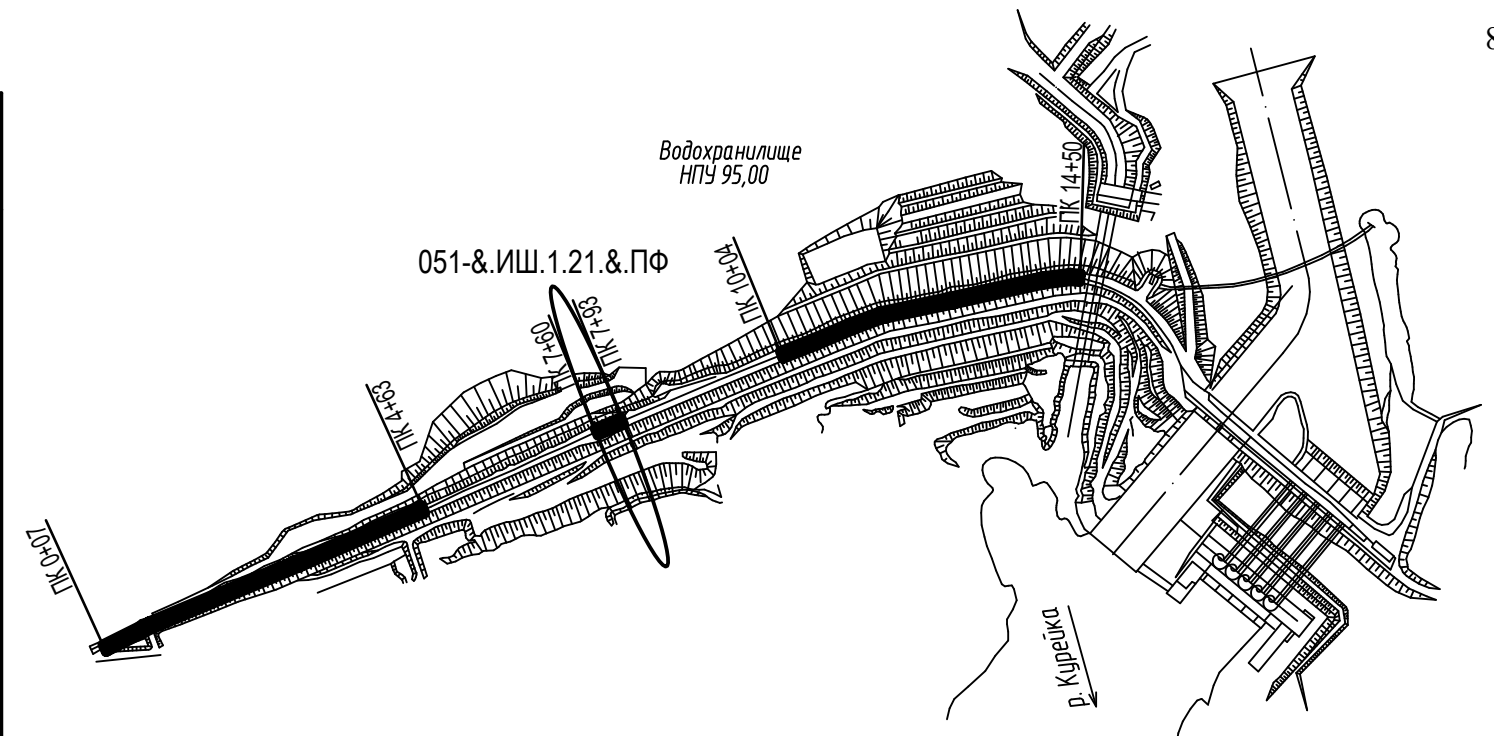 8
Водохранилище
НПУ 95,00
ПК 14+50
051-&.ИШ.1.21.&.ПФ
ПК 10+04
ПК 7+93
К 7+60
ПК 4+63
ПК 0+07
р. Курейка